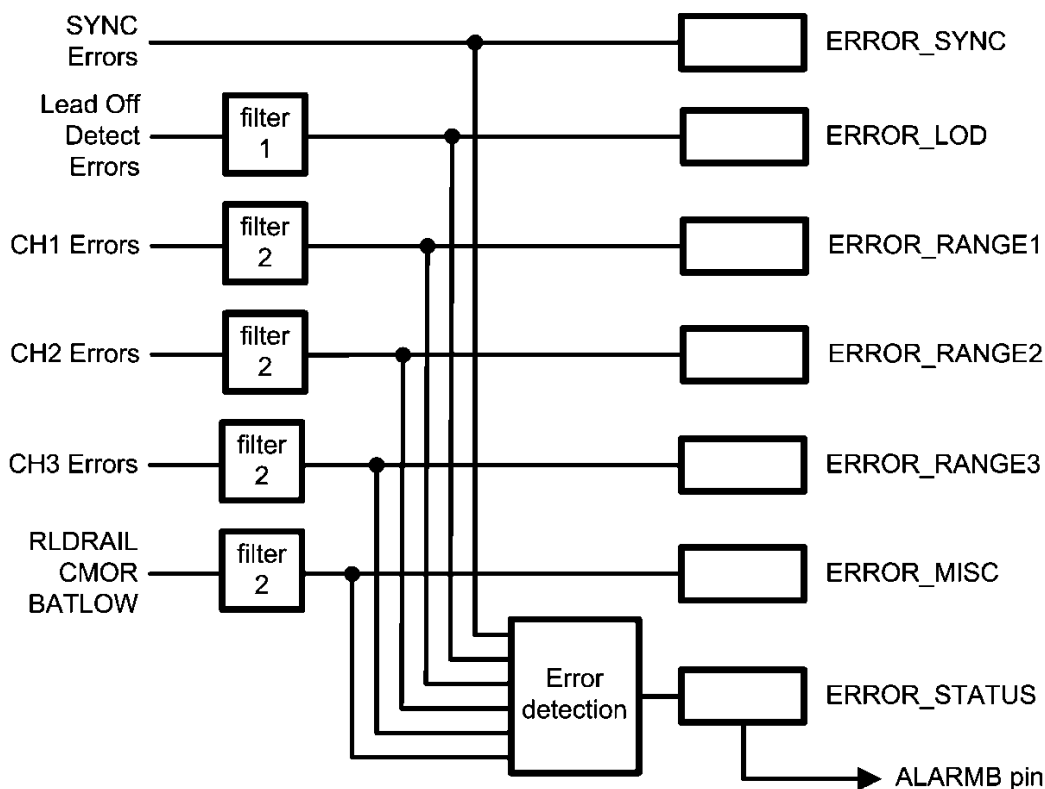 SYNC
Errors
ERROR_SYNC
Lead Off
Detect
Errors
filter
1
ERROR_LOD
CH1 Errors
filter
2
ERROR_RANGE1
CH2 Errors
filter
2
ERROR_RANGE2
CH3 Errors
filter
2
ERROR_RANGE3
RLDRAIL
CMOR
BATLOW
filter
2
ERROR_MISC
Error
detection
ERROR_STATUS
ALARMB pin